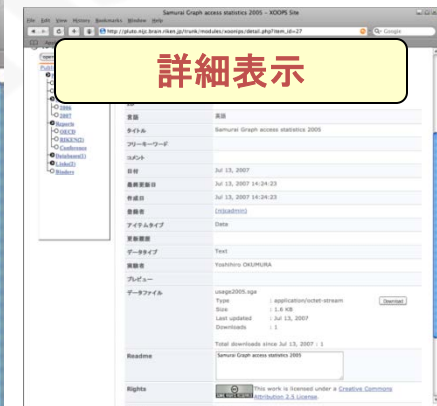 Samurai Graph access statistics 2005 - XOOPS Site
File Edit View History Bookmarks Window Help
http://pluto.nijc.brain.riken.jp/trunk/modules/xoonips/detail.php?item_id=27
Google
詳細表示
2006
2007
Reports
OECD
RIKEN(2)
Conference
Databases(1)
Links(2)
Binders
言語 英語
タイトル Samurai Graph access statistics 2005
フリーキーワード
コメント
日付 Jul 13, 2007
最終更新日 Jul 13, 2007 14:24:23
作成日 Jul 13, 2007 14:24:23
登録者 (nijcadmin)
アイテムタイプ Data
更新履歴
データタイプ Text
実験者 Yoshihiro OKUMURA
プレビュー
データファイル usage2005.sga
Type : application/octet-stream Download
Size : 1.6 KB
Last updated : Jul 13, 2007
Downloads : 1
Total downloads since Jul 13, 2007 : 1
Readme Samurai Graph access statistics 2005
Rights This work is licensed under a Creative Commons
Attribution 2.5 License.